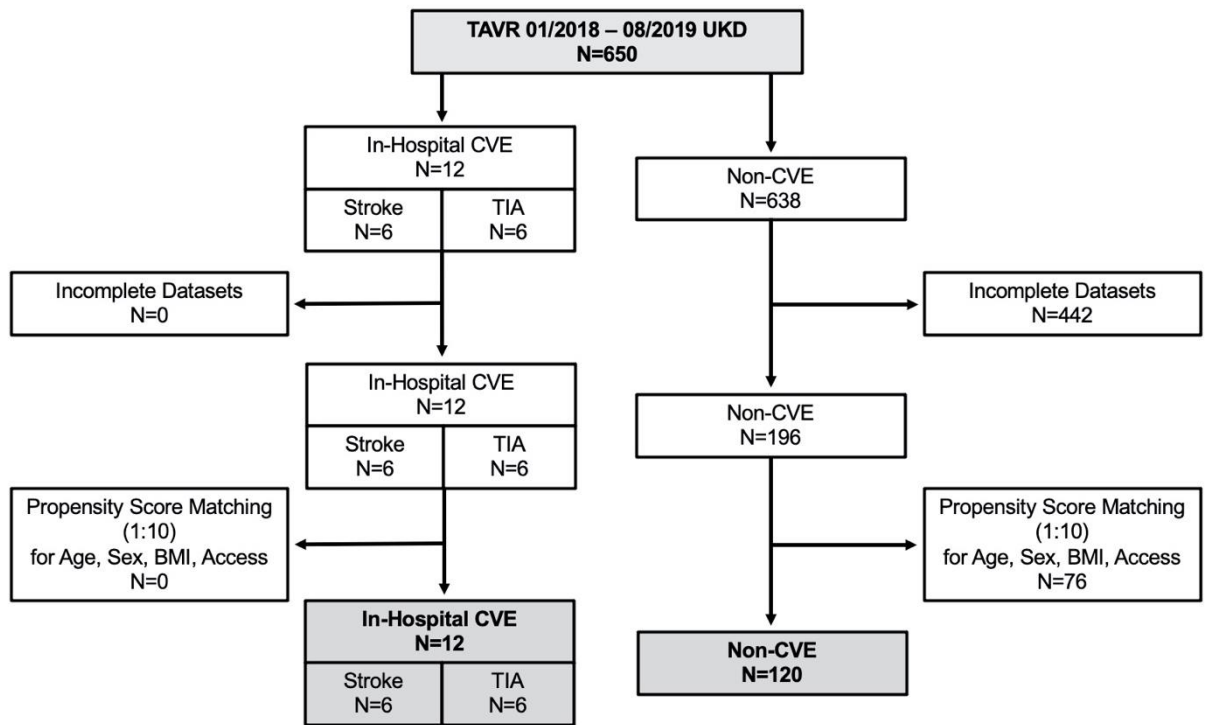 TAVR 01/2018 – 08/2019 UKD
N=650
In-Hospital CVE
N=12
Stroke
N=6
TIA
N=6
Non-CVE
N=638
Incomplete Datasets
N=0
Incomplete Datasets
N=442
In-Hospital CVE
N=12
Stroke
N=6
TIA
N=6
Non-CVE
N=196
Propensity Score Matching
(1:10)
for Age, Sex, BMI, Access
N=0
Propensity Score Matching
(1:10)
for Age, Sex, BMI, Access
N=76
In-Hospital CVE
N=12
Stroke
N=6
TIA
N=6
Non-CVE
N=120